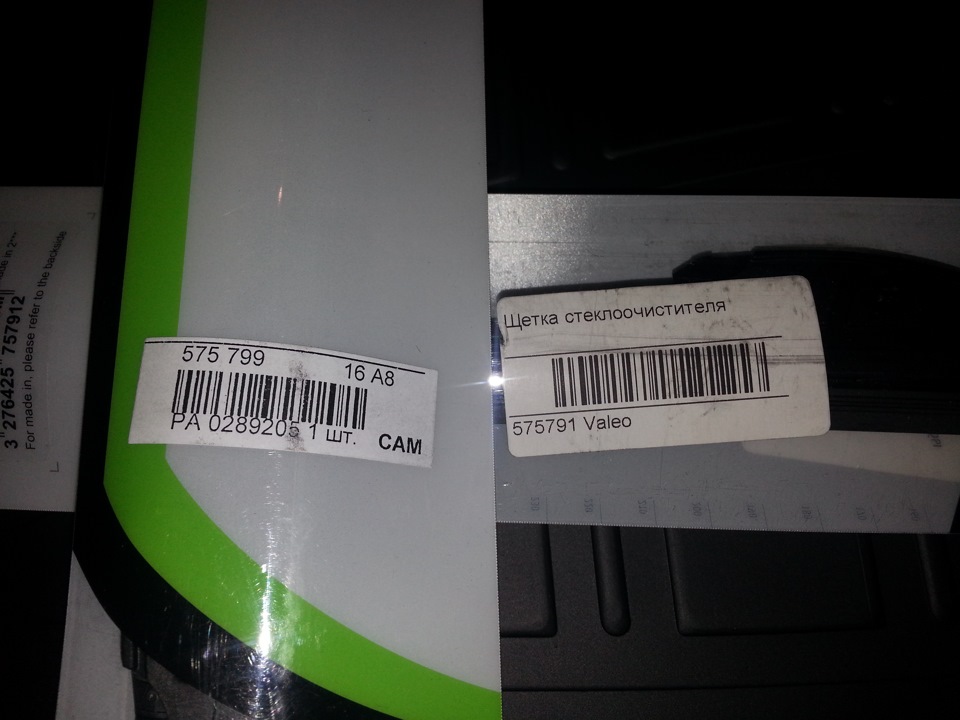 3 276425 757912
For made in, please refer to the backside
575 799
16 A8
PA 0289205 1 шт.
САМ
Щетка стеклоочистителя
575791 Valeo